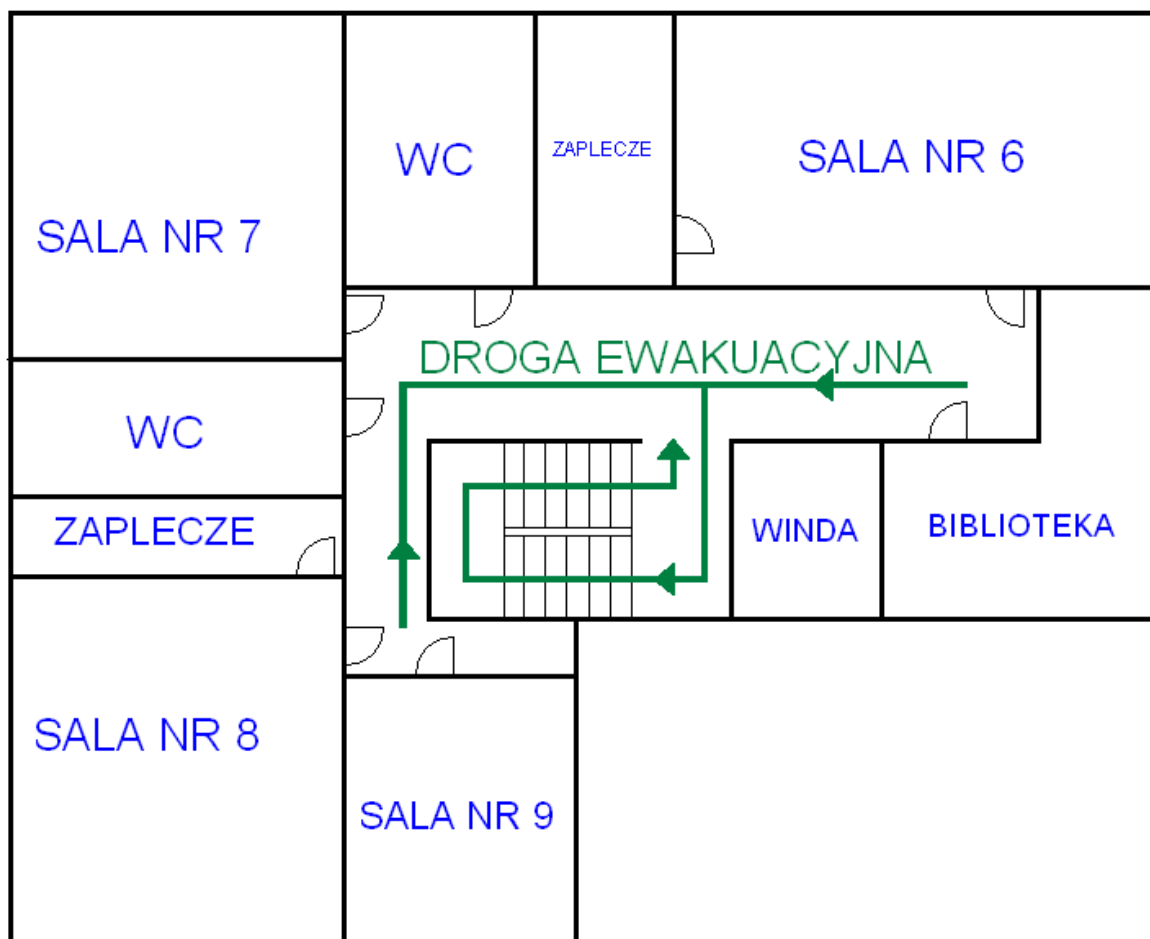 WC
ZAPLECZE
SALA NR 6
SALA NR 7
DROGA EWAKUACYJNA
WC
ZAPLECZE
WINDA
BIBLIOTEKA
SALA NR 8
SALA NR 9